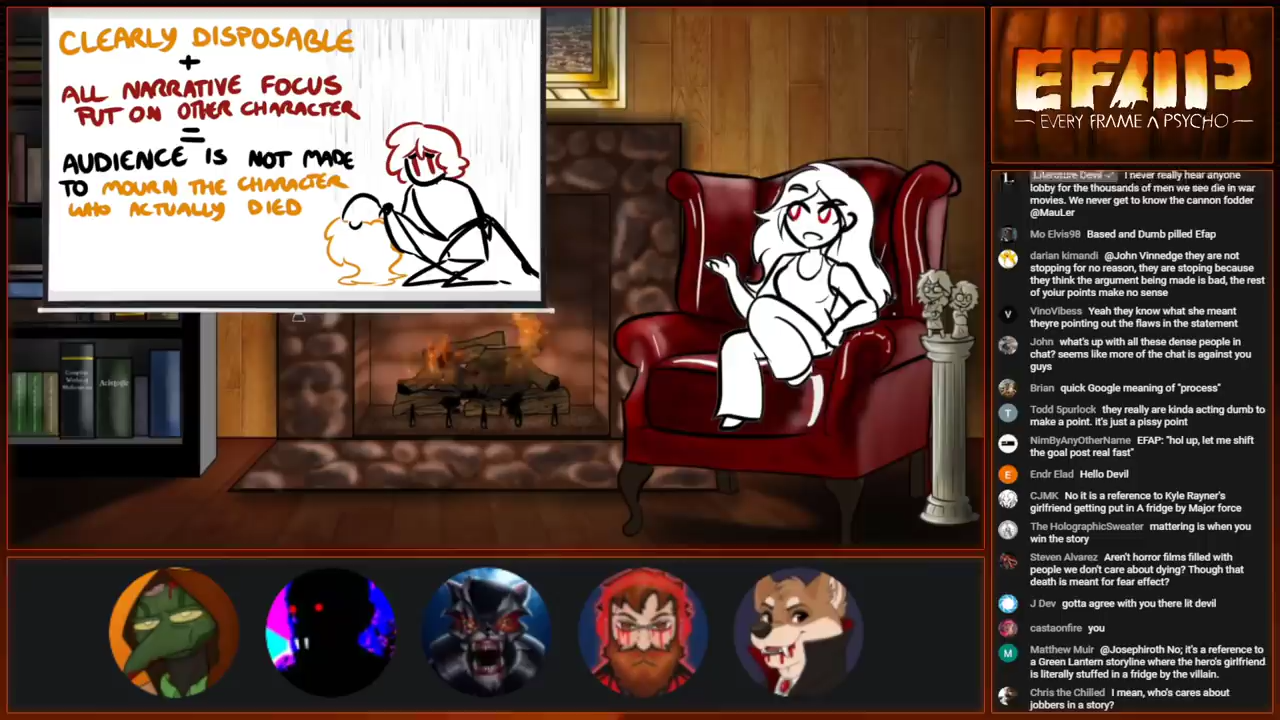 CLEARLY DISPOSABLE
+
ALL NARRATIVE FOCUS
PUT ON OTHER CHARACTER
=
AUDIENCE IS NOT MADE
TO MOURN THE CHARACTER
WHO ACTUALLY DIED
EFAP
EVERY FRAME A PSYCHO
Literature Devil I never really hear anyone
lobby for the thousands of men we see die in war
movies. We never get to know the cannon fodder
@MauLer
Mo Elvis98 Based and Dumb pilled Efap
darian kimandi @John Vinnedge they are not
stopping for no reason, they are stoping because
they think the argument being made is bad, the rest
of your points make no sense
VinoVibess Yeah they know what she meant
theyre pointing out the flaws in the statement
John what's up with all these dense people in
chat? seems like more of the chat is against you
guys
Brian quick Google meaning of "process"
Todd Spurlock they really are kinda acting dumb to
make a point. it's just a pissy point
NimByAnyOtherName EFAP: "hol up, let me shift
the goal post real fast"
Endr Elad Hello Devil
CJMK No it is a reference to Kyle Rayner's
girlfriend getting put in A fridge by Major force
The HolographicSweater mattering is when you
win the story
Steven Alvarez Aren't horror films filled with
people we don't care about dying? Though that
death is meant for fear effect?
J Dev gotta agree with you there lit devil
castaonfire you
Matthew Muir @Josephiroth No; it's a reference to
a Green Lantern storyline where the hero's girlfriend
is literally stuffed in a fridge by the villain.
Chris the Chilled I mean, who's cares about
jobbers in a story?